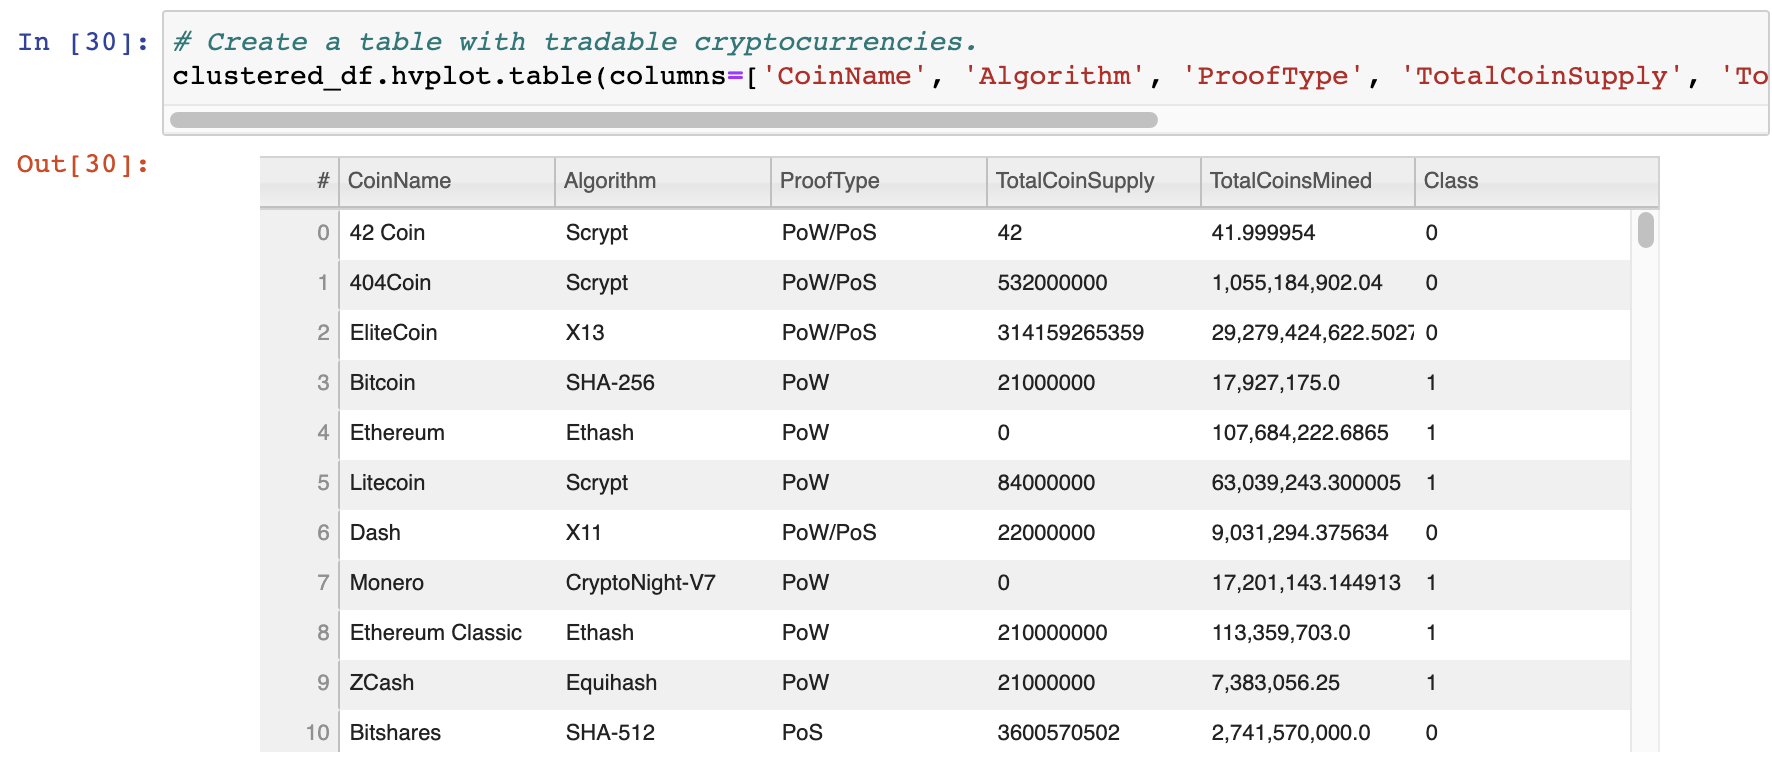 In [30]: # Create a table with tradable cryptocurrencies.
clustered_df.hvplot.table(columns=['CoinName', 'Algorithm', 'ProofType', 'TotalCoinSupply', 'To
Out[30]:
# CoinName Algorithm ProofType TotalCoinSupply TotalCoinsMined Class
0 42 Coin Scrypt PoW/PoS 42 41.999954 0
1 404Coin Scrypt PoW/PoS 532000000 1,055,184,902.04 0
2 EliteCoin X13 PoW/PoS 314159265359 29,279,424,622.5027 0
3 Bitcoin SHA-256 PoW 21000000 17,927,175.0 1
4 Ethereum Ethash PoW 0 107,684,222.6865 1
5 Litecoin Scrypt PoW 84000000 63,039,243.300005 1
6 Dash X11 PoW/PoS 22000000 9,031,294.375634 0
7 Monero CryptoNight-V7 PoW 0 17,201,143.144913 1
8 Ethereum Classic Ethash PoW 210000000 113,359,703.0 1
9 ZCash Equihash PoW 21000000 7,383,056.25 1
10 Bitshares SHA-512 PoS 3600570502 2,741,570,000.0 0